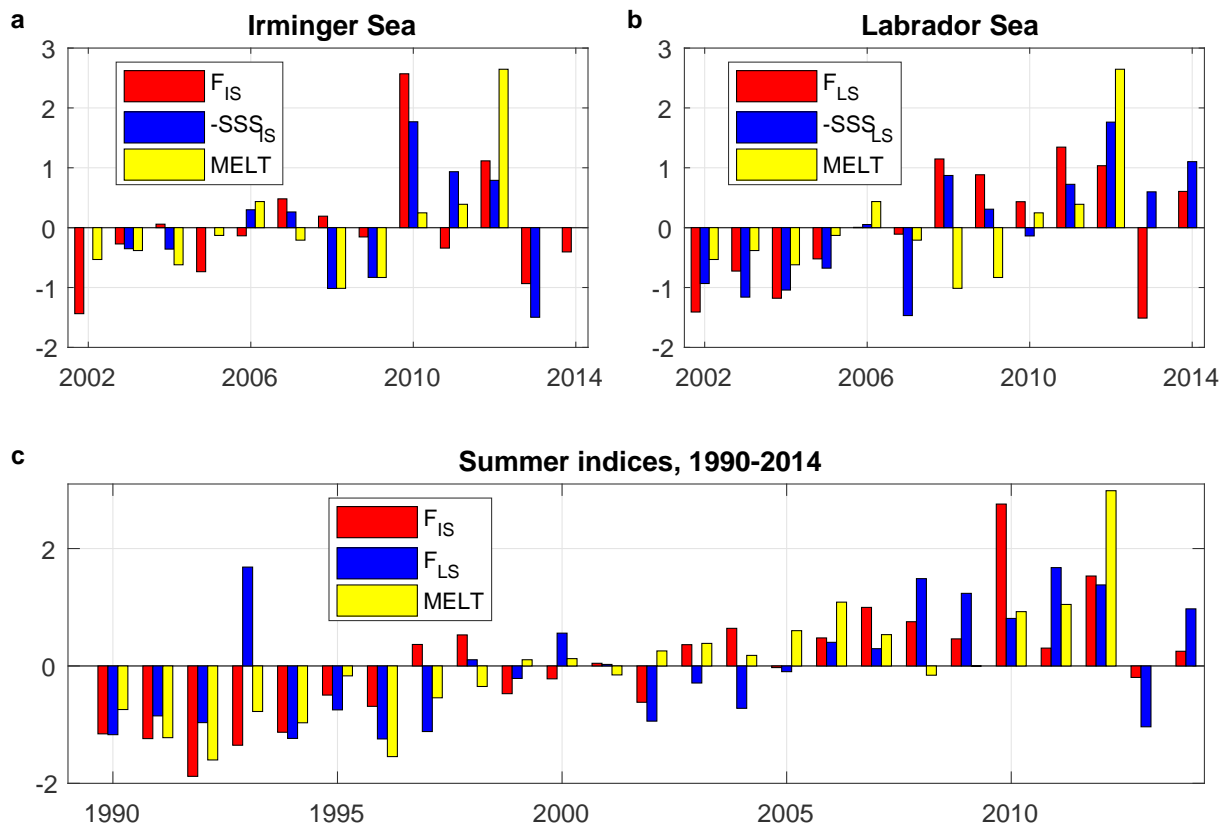 a
Irminger Sea
3
2
1
0
-1
-2
F_IS
-SSS_IS
MELT
2002 2006 2010 2014
b
Labrador Sea
3
2
1
0
-1
-2
F_LS
-SSS_LS
MELT
2002 2006 2010 2014
c
Summer indices, 1990-2014
2
0
-2
F_IS
F_LS
MELT
1990 1995 2000 2005 2010